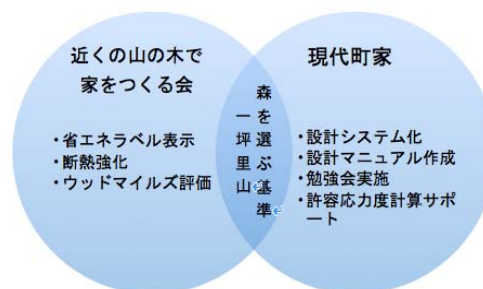 近くの山の木で
家をつくる会
・省エネラベル表示
・断熱強化
・ウッドマイルズ評価
森を選ぶ基準
一坪里山
現代町家
・設計システム化
・設計マニュアル作成
・勉強会実施
・許容応力度計算サポ
ート